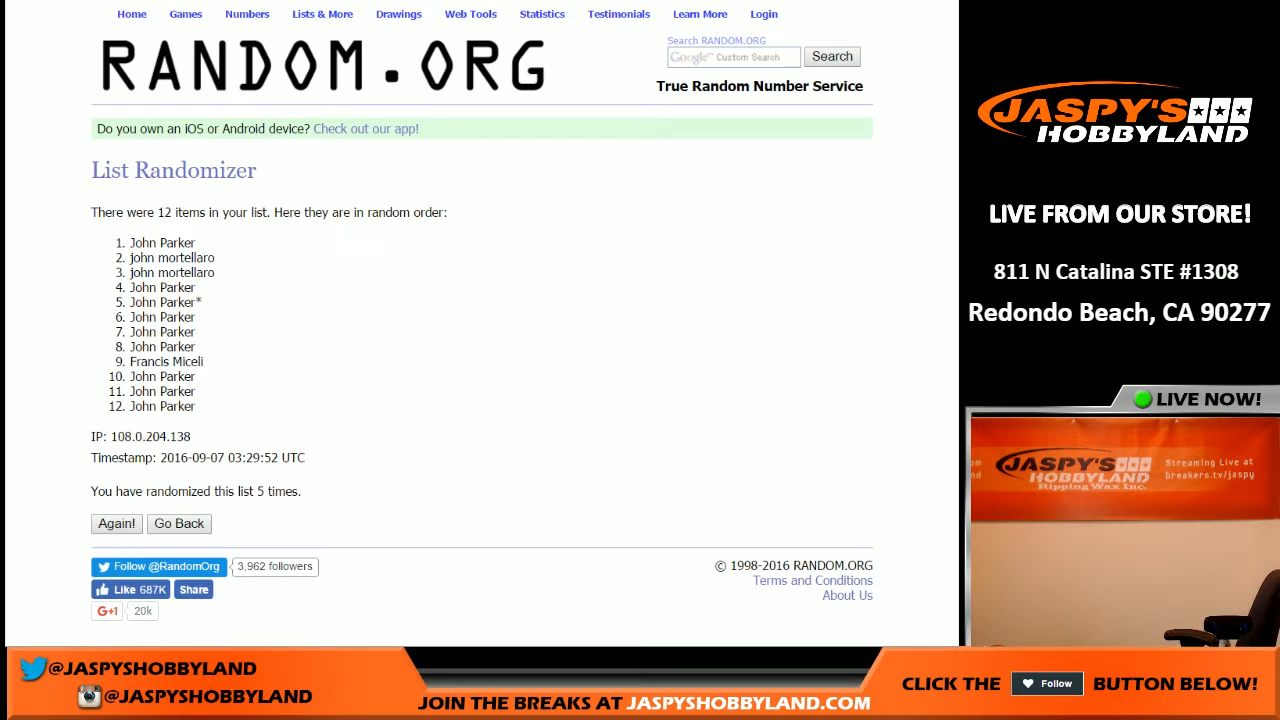 Home Games Numbers Lists & More Drawings Web Tools Statistics Testimonials Learn More Login
RANDOM.ORG
Search RANDOM.ORG
Google™ Custom Search Search
True Random Number Service
Do you own an iOS or Android device? Check out our app!
List Randomizer
There were 12 items in your list. Here they are in random order:
1. John Parker
2. john mortellaro
3. john mortellaro
4. John Parker
5. John Parker*
6. John Parker
7. John Parker
8. John Parker
9. Francis Miceli
10. John Parker
11. John Parker
12. John Parker
IP: 108.0.204.138
Timestamp: 2016-09-07 03:29:52 UTC
You have randomized this list 5 times.
Again! Go Back
Follow @RandomOrg 3,962 followers
Like 687K Share
G+1 20k
© 1998-2016 RANDOM.ORG
Terms and Conditions
About Us
JASPY'S
HOBBYLAND
LIVE FROM OUR STORE!
811 N Catalina STE #1308
Redondo Beach, CA 90277
LIVE NOW!
JASPY'S
HOBBYLAND
Ripping Wax Inc.
Streaming Live at
breakers.tv/jaspy
@JASPYSHOBBYLAND
@JASPYSHOBBYLAND
JOIN THE BREAKS AT JASPYSHOBBYLAND.COM
CLICK THE Follow BUTTON BELOW!